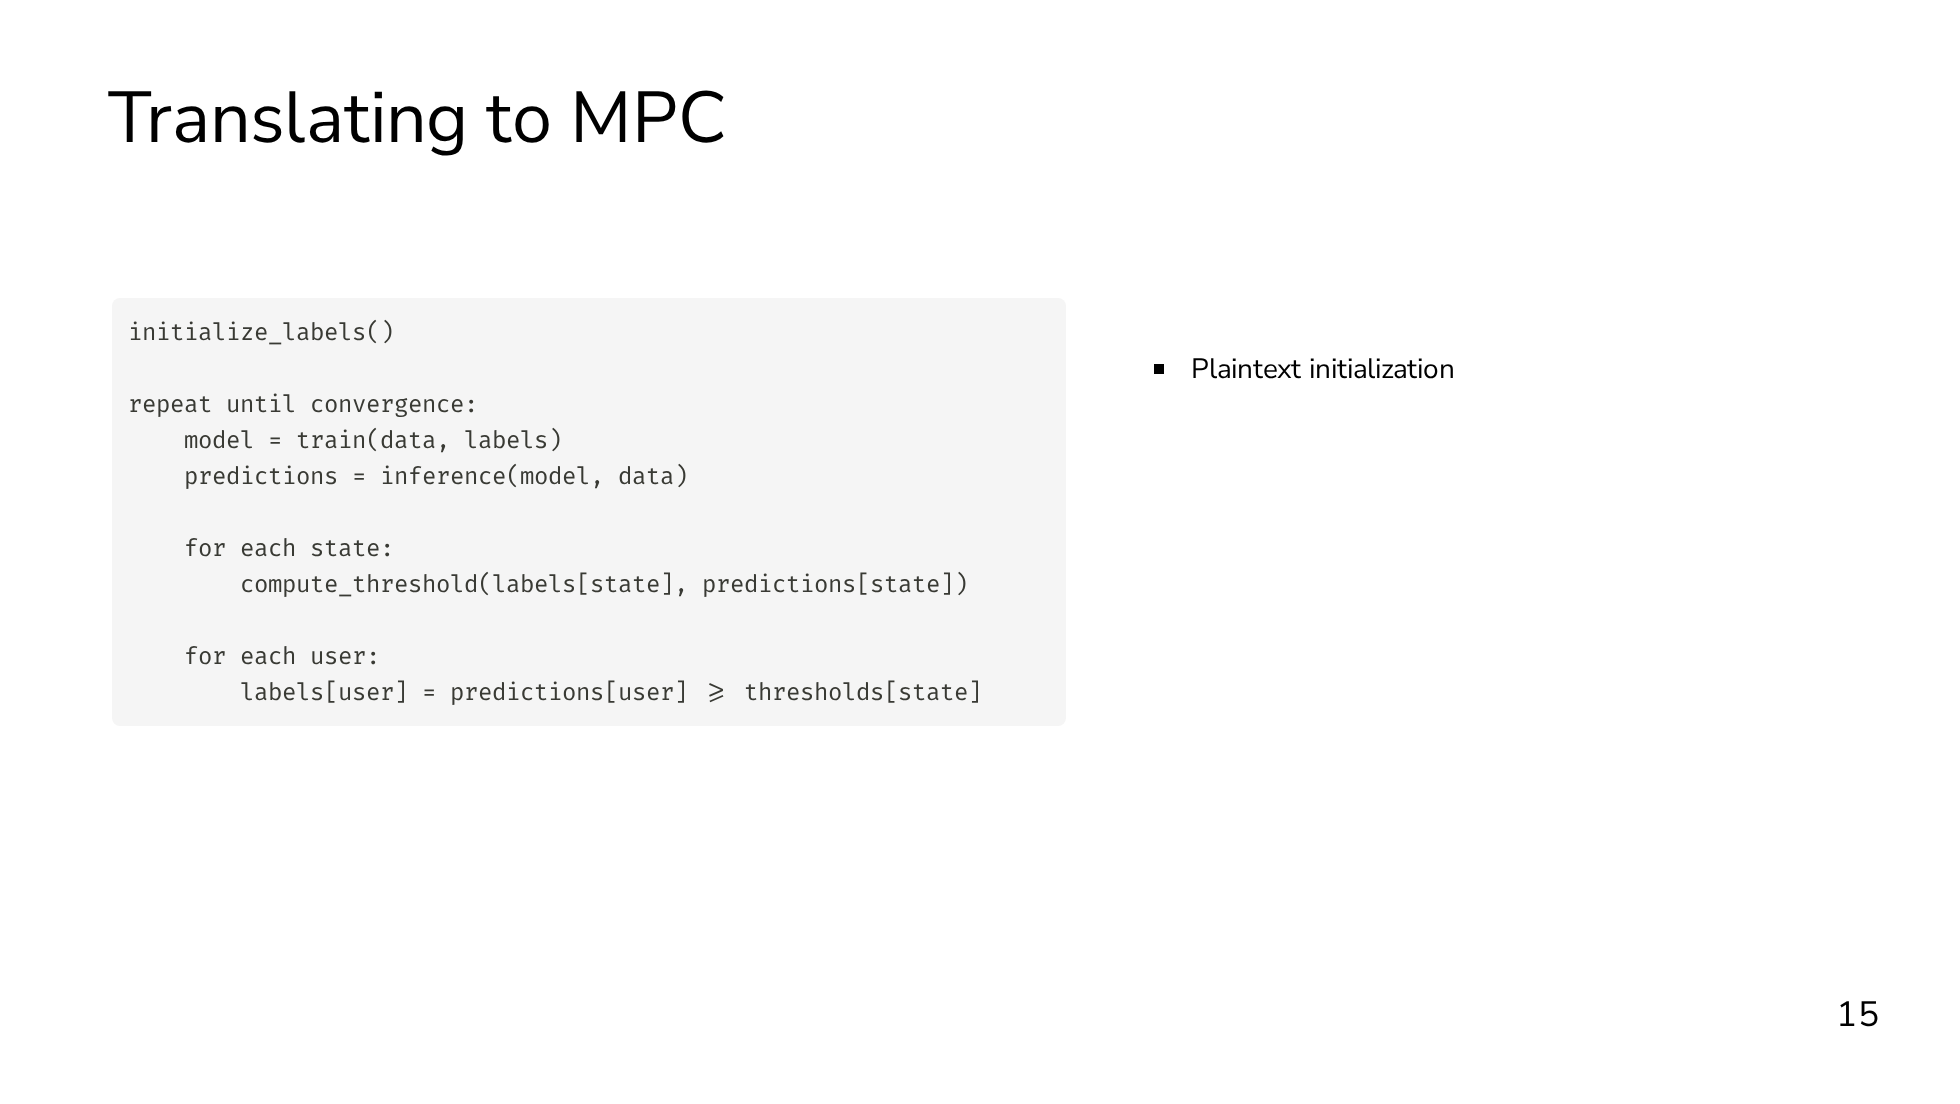 Translating to MPC
initialize_labels()
repeat until convergence:
    model = train(data, labels)
    predictions = inference(model, data)
    for each state:
        compute_threshold(labels[state], predictions[state])
    for each user:
        labels[user] = predictions[user] ⩾ thresholds[state]
▪ Plaintext initialization
15